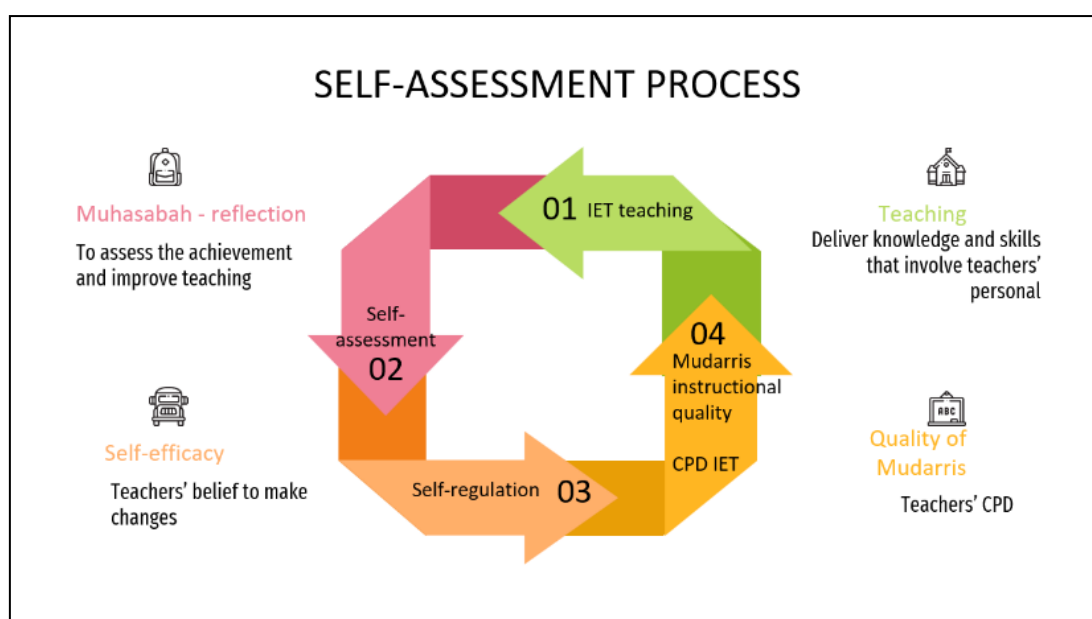 SELF-ASSESSMENT PROCESS
Muhasabah - reflection
To assess the achievement
and improve teaching
01 IET teaching
Teaching
Deliver knowledge and skills
that involve teachers'
personal
Self-
assessment
02
04
Mudarris
instructional
quality
CPD IET
Self-efficacy
Teachers' belief to make
changes
Self-regulation 03
ABC
Quality of
Mudarris
Teachers' CPD